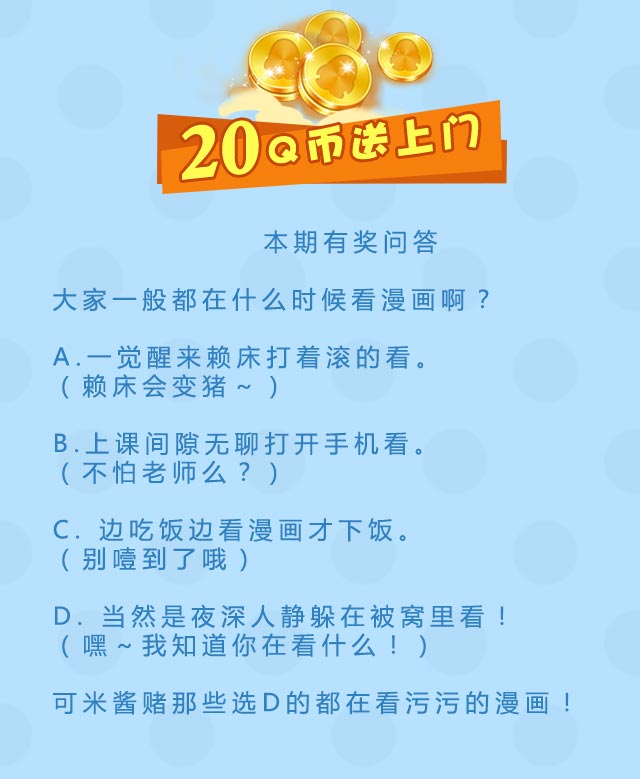 20Q币送上门
本期有奖问答
大家一般都在什么时候看漫画啊？
A.一觉醒来赖床打着滚的看。
（赖床会变猪～）
B.上课间隙无聊打开手机看。
（不怕老师么？）
C. 边吃饭边看漫画才下饭。
（别噎到了哦）
D. 当然是夜深人静躲在被窝里看！
（嘿～我知道你在看什么！）
可米酱赌那些选D的都在看污污的漫画！